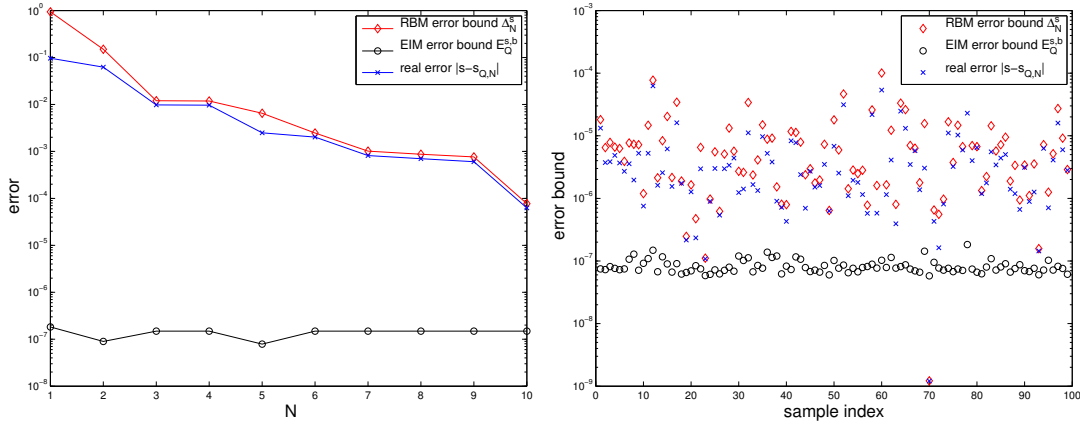 RBM error bound Δ_N^s
EIM error bound E_Q^{s,b}
real error |s−s_{Q,N}|
10^0
10^{−1}
10^{−2}
10^{−3}
10^{−4}
10^{−5}
10^{−6}
10^{−7}
10^{−8}
error
1 2 3 4 5 6 7 8 9 10
N
RBM error bound Δ_N^s
EIM error bound E_Q^{s,b}
real error |s−s_{Q,N}|
10^{−3}
10^{−4}
10^{−5}
10^{−6}
10^{−7}
10^{−8}
10^{−9}
error bound
0 10 20 30 40 50 60 70 80 90 100
sample index